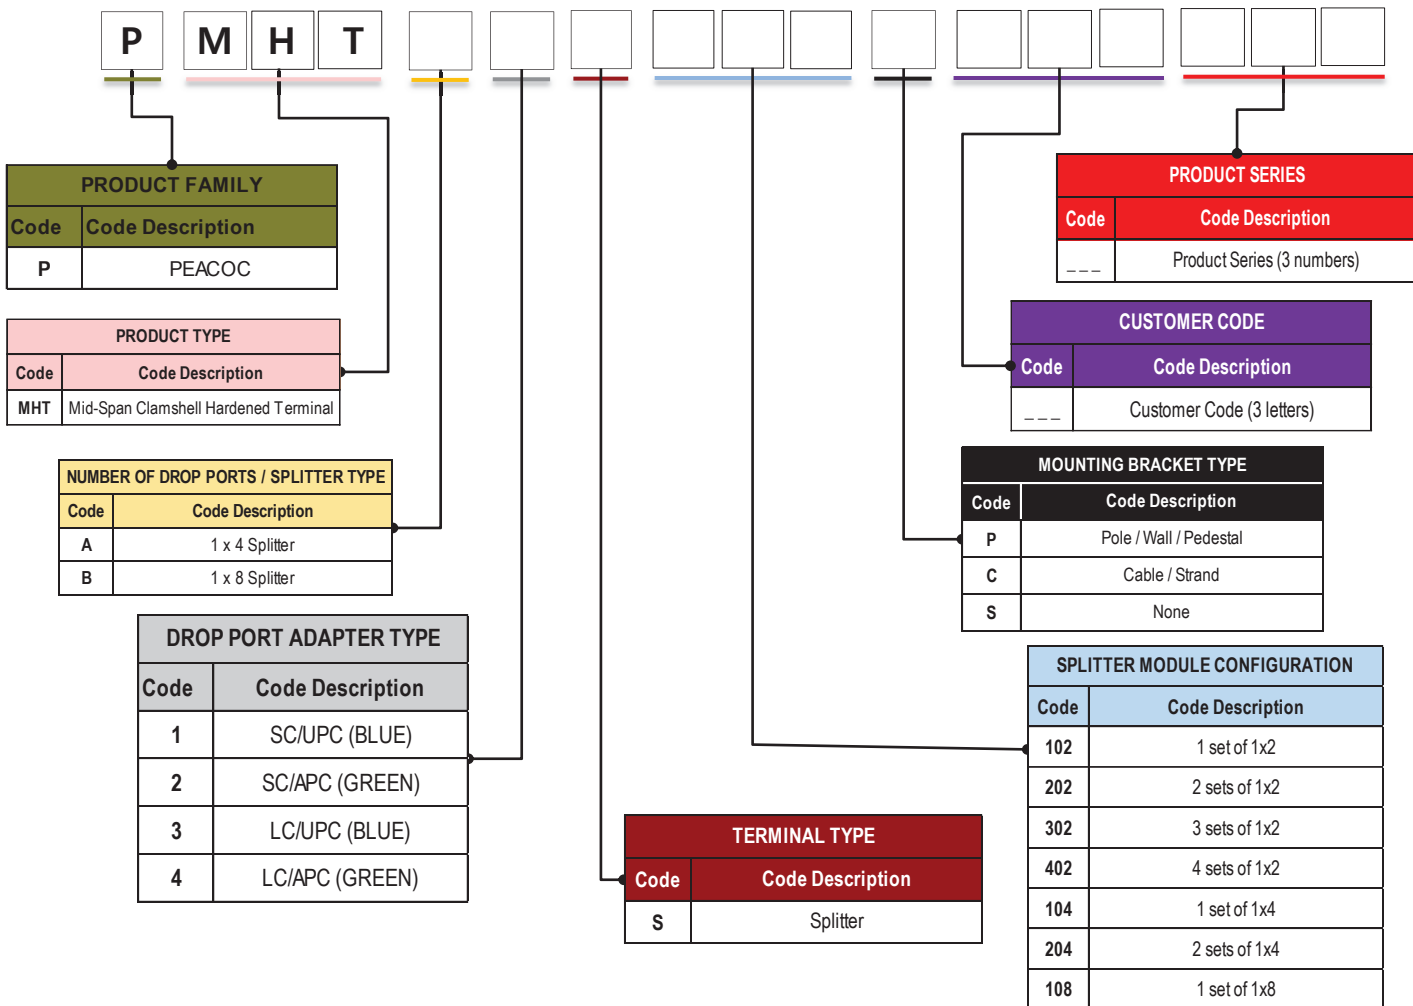 P M H T
PRODUCT FAMILY
Code Code Description
P PEACOC
PRODUCT TYPE
Code Code Description
MHT Mid-Span Clamshell Hardened Terminal
NUMBER OF DROP PORTS / SPLITTER TYPE
Code Code Description
A 1 x 4 Splitter
B 1 x 8 Splitter
DROP PORT ADAPTER TYPE
Code Code Description
1 SC/UPC (BLUE)
2 SC/APC (GREEN)
3 LC/UPC (BLUE)
4 LC/APC (GREEN)
TERMINAL TYPE
Code Code Description
S Splitter
PRODUCT SERIES
Code Code Description
_ _ _ Product Series (3 numbers)
CUSTOMER CODE
Code Code Description
_ _ _ Customer Code (3 letters)
MOUNTING BRACKET TYPE
Code Code Description
P Pole / Wall / Pedestal
C Cable / Strand
S None
SPLITTER MODULE CONFIGURATION
Code Code Description
102 1 set of 1x2
202 2 sets of 1x2
302 3 sets of 1x2
402 4 sets of 1x2
104 1 set of 1x4
204 2 sets of 1x4
108 1 set of 1x8